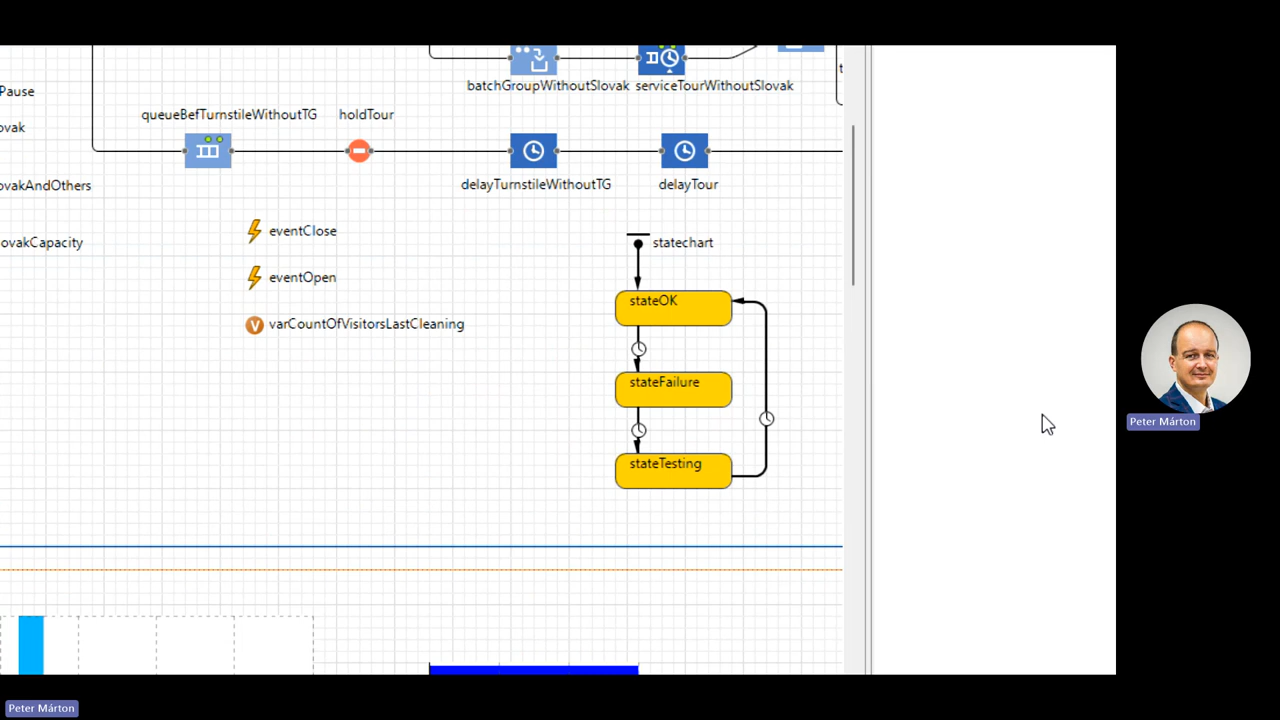 batchGroupWithoutSlovak serviceTourWithoutSlovak
Pause
queueBefTurnstileWithoutTG holdTour
ovak
ovakAndOthers
delayTurnstileWithoutTG delayTour
eventClose
ovakCapacity
statechart
eventOpen
stateOK
varCountOfVisitorsLastCleaning
stateFailure
stateTesting
Peter Márton
Peter Márton